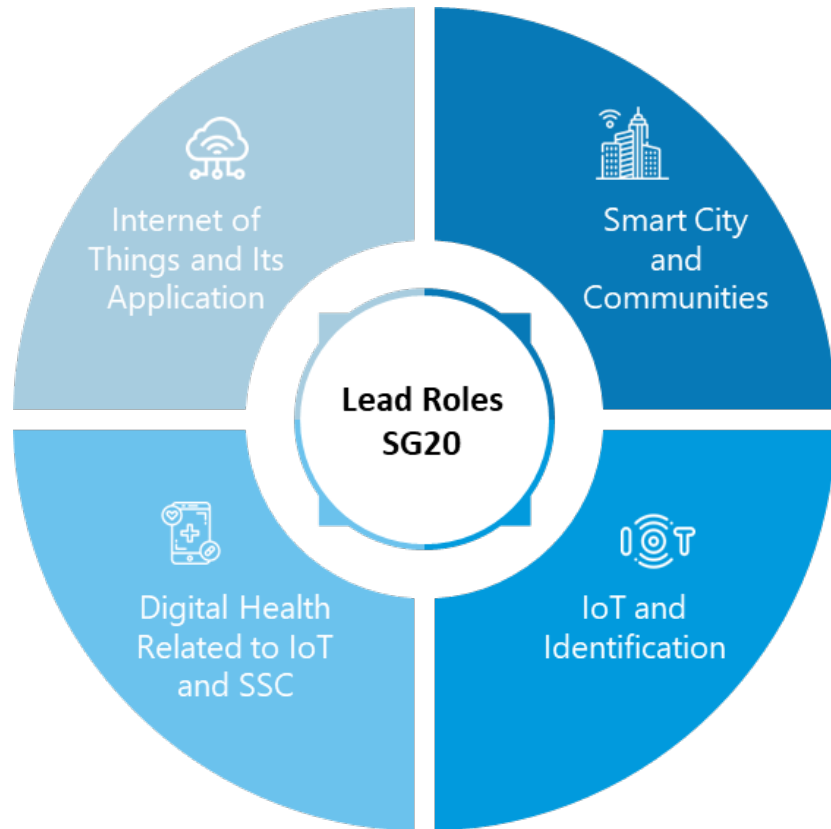 Internet of
Things and Its
Application
Smart City
and
Communities
Lead Roles
SG20
Digital Health
Related to IoT
and SSC
IOT
IoT and
Identification